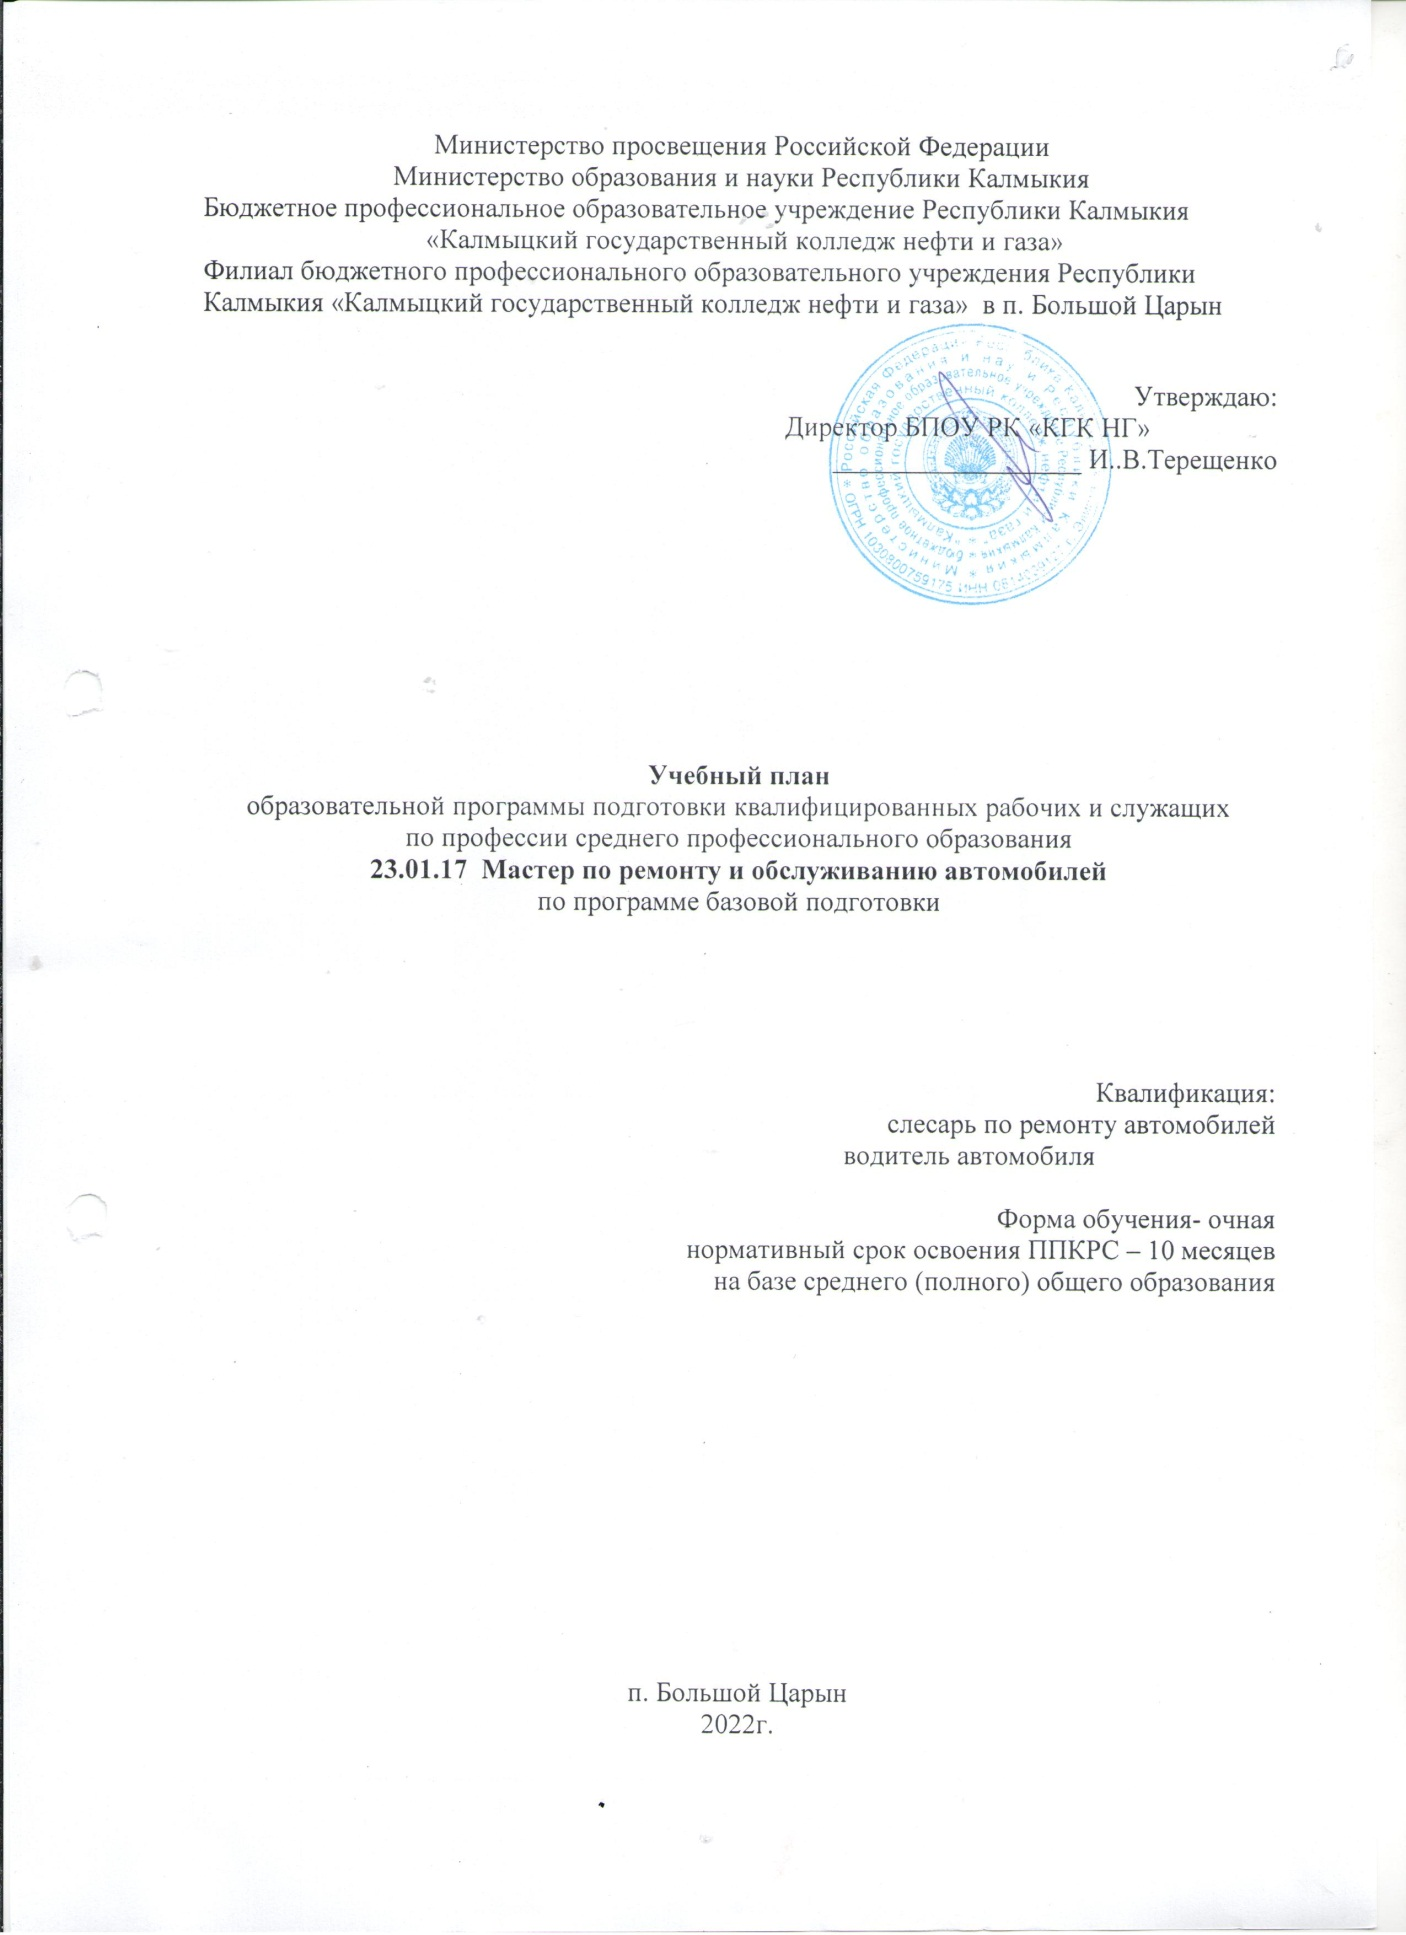 Министерство просвещения Российской Федерации
Министерство образования и науки Республики Калмыкия
Бюджетное профессиональное образовательное учреждение Республики Калмыкия
«Калмыцкий государственный колледж нефти и газа»
Филиал бюджетного профессионального образовательного учреждения Республики
Калмыкия «Калмыцкий государственный колледж нефти и газа» в п. Большой Царын
Утверждаю:
Директор БПОУ РК «КГК НГ»
И..В.Терещенко
Учебный план
образовательной программы подготовки квалифицированных рабочих и служащих
по профессии среднего профессионального образования
23.01.17 Мастер по ремонту и обслуживанию автомобилей
по программе базовой подготовки
Квалификация:
слесарь по ремонту автомобилей
водитель автомобиля
Форма обучения- очная
нормативный срок освоения ППКРС – 10 месяцев
на базе среднего (полного) общего образования
п. Большой Царын
2022г.